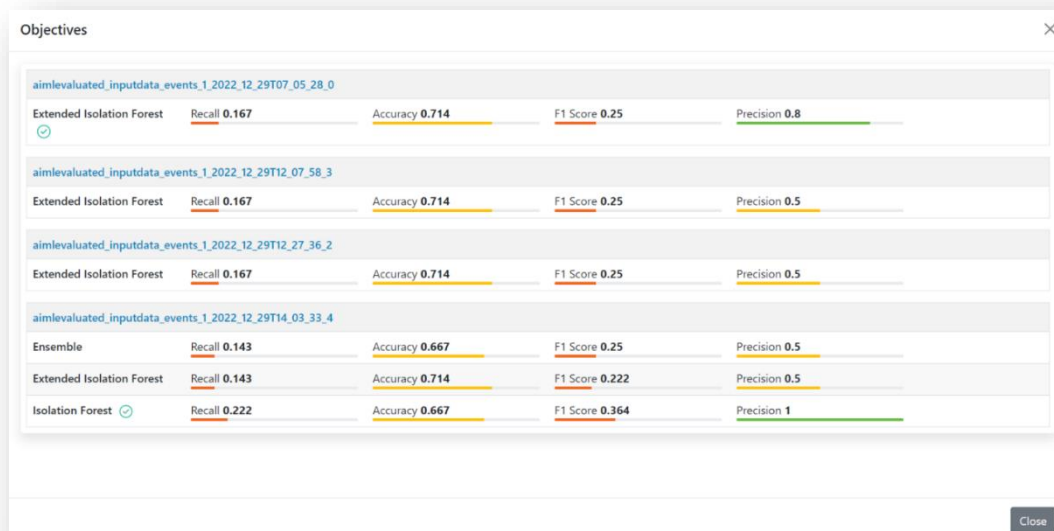 Objectives
aimlevaluated_inputdata_events_1_2022_12_29T07_05_28_0
Extended Isolation Forest Recall 0.167 Accuracy 0.714 F1 Score 0.25 Precision 0.8
aimlevaluated_inputdata_events_1_2022_12_29T12_07_58_3
Extended Isolation Forest Recall 0.167 Accuracy 0.714 F1 Score 0.25 Precision 0.5
aimlevaluated_inputdata_events_1_2022_12_29T12_27_36_2
Extended Isolation Forest Recall 0.167 Accuracy 0.714 F1 Score 0.25 Precision 0.5
aimlevaluated_inputdata_events_1_2022_12_29T14_03_33_4
Ensemble Recall 0.143 Accuracy 0.667 F1 Score 0.25 Precision 0.5
Extended Isolation Forest Recall 0.143 Accuracy 0.714 F1 Score 0.222 Precision 0.5
Isolation Forest Recall 0.222 Accuracy 0.667 F1 Score 0.364 Precision 1
Close